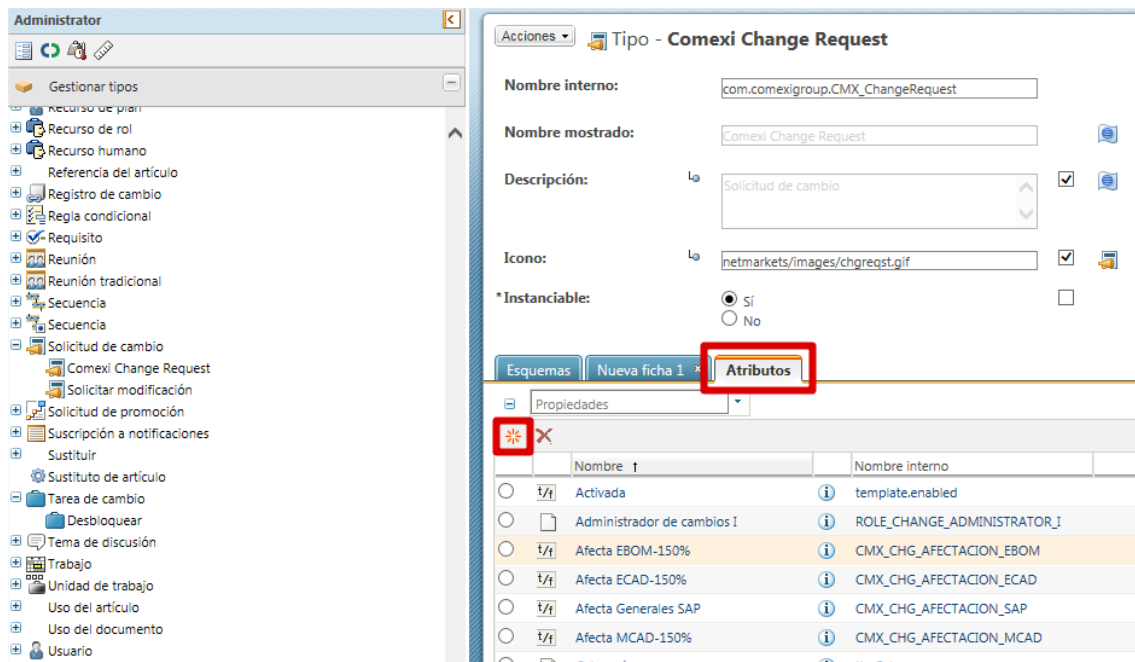 Administrator
Gestionar tipos
Recurso de plan
Recurso de rol
Recurso humano
Referencia del artículo
Registro de cambio
Regla condicional
Requisito
Reunión
Reunión tradicional
Secuencia
Secuencia
Solicitud de cambio
Comexi Change Request
Solicitar modificación
Solicitud de promoción
Suscripción a notificaciones
Sustituir
Sustituto de artículo
Tarea de cambio
Desbloquear
Tema de discusión
Trabajo
Unidad de trabajo
Uso del artículo
Uso del documento
Usuario
Acciones Tipo - Comexi Change Request
Nombre interno: com.comexigroup.CMX_ChangeRequest
Nombre mostrado: Comexi Change Request
Descripción: Solicitud de cambio
Icono: netmarkets/images/chgreqst.gif
*Instanciable: Sí
No
Esquemas Nueva ficha 1 × Atributos
Propiedades
Nombre ↑ Nombre interno
t/f Activada template.enabled
Administrador de cambios I ROLE_CHANGE_ADMINISTRATOR_I
t/f Afecta EBOM-150% CMX_CHG_AFECTACION_EBOM
t/f Afecta ECAD-150% CMX_CHG_AFECTACION_ECAD
t/f Afecta Generales SAP CMX_CHG_AFECTACION_SAP
t/f Afecta MCAD-150% CMX_CHG_AFECTACION_MCAD